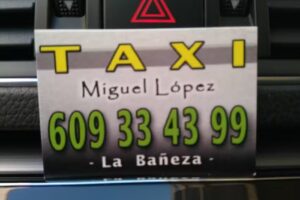 TAXI
Miguel López
609 33 43 99
- La Bañeza -